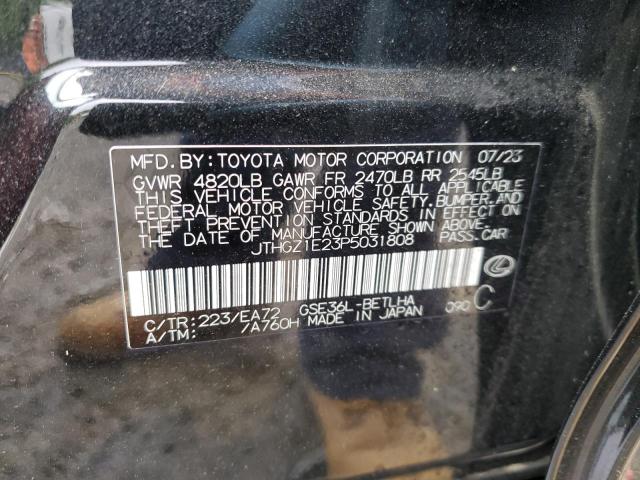 MFD. BY: TOYOTA MOTOR CORPORATION 07/23
GVWR 4820LB GAWR FR 2470LB RR 2545LB
THIS VEHICLE CONFORMS TO ALL APPLICABLE
FEDERAL MOTOR VEHICLE SAFETY, BUMPER, AND
THEFT PREVENTION STANDARDS IN EFFECT ON
THE DATE OF MANUFACTURE SHOWN ABOVE.
JTHGZ1E23P5031808 PASS. CAR
C/TR: 223/EA72 GSE36L-BETLHA 090 C
A/TM: /A760H MADE IN JAPAN